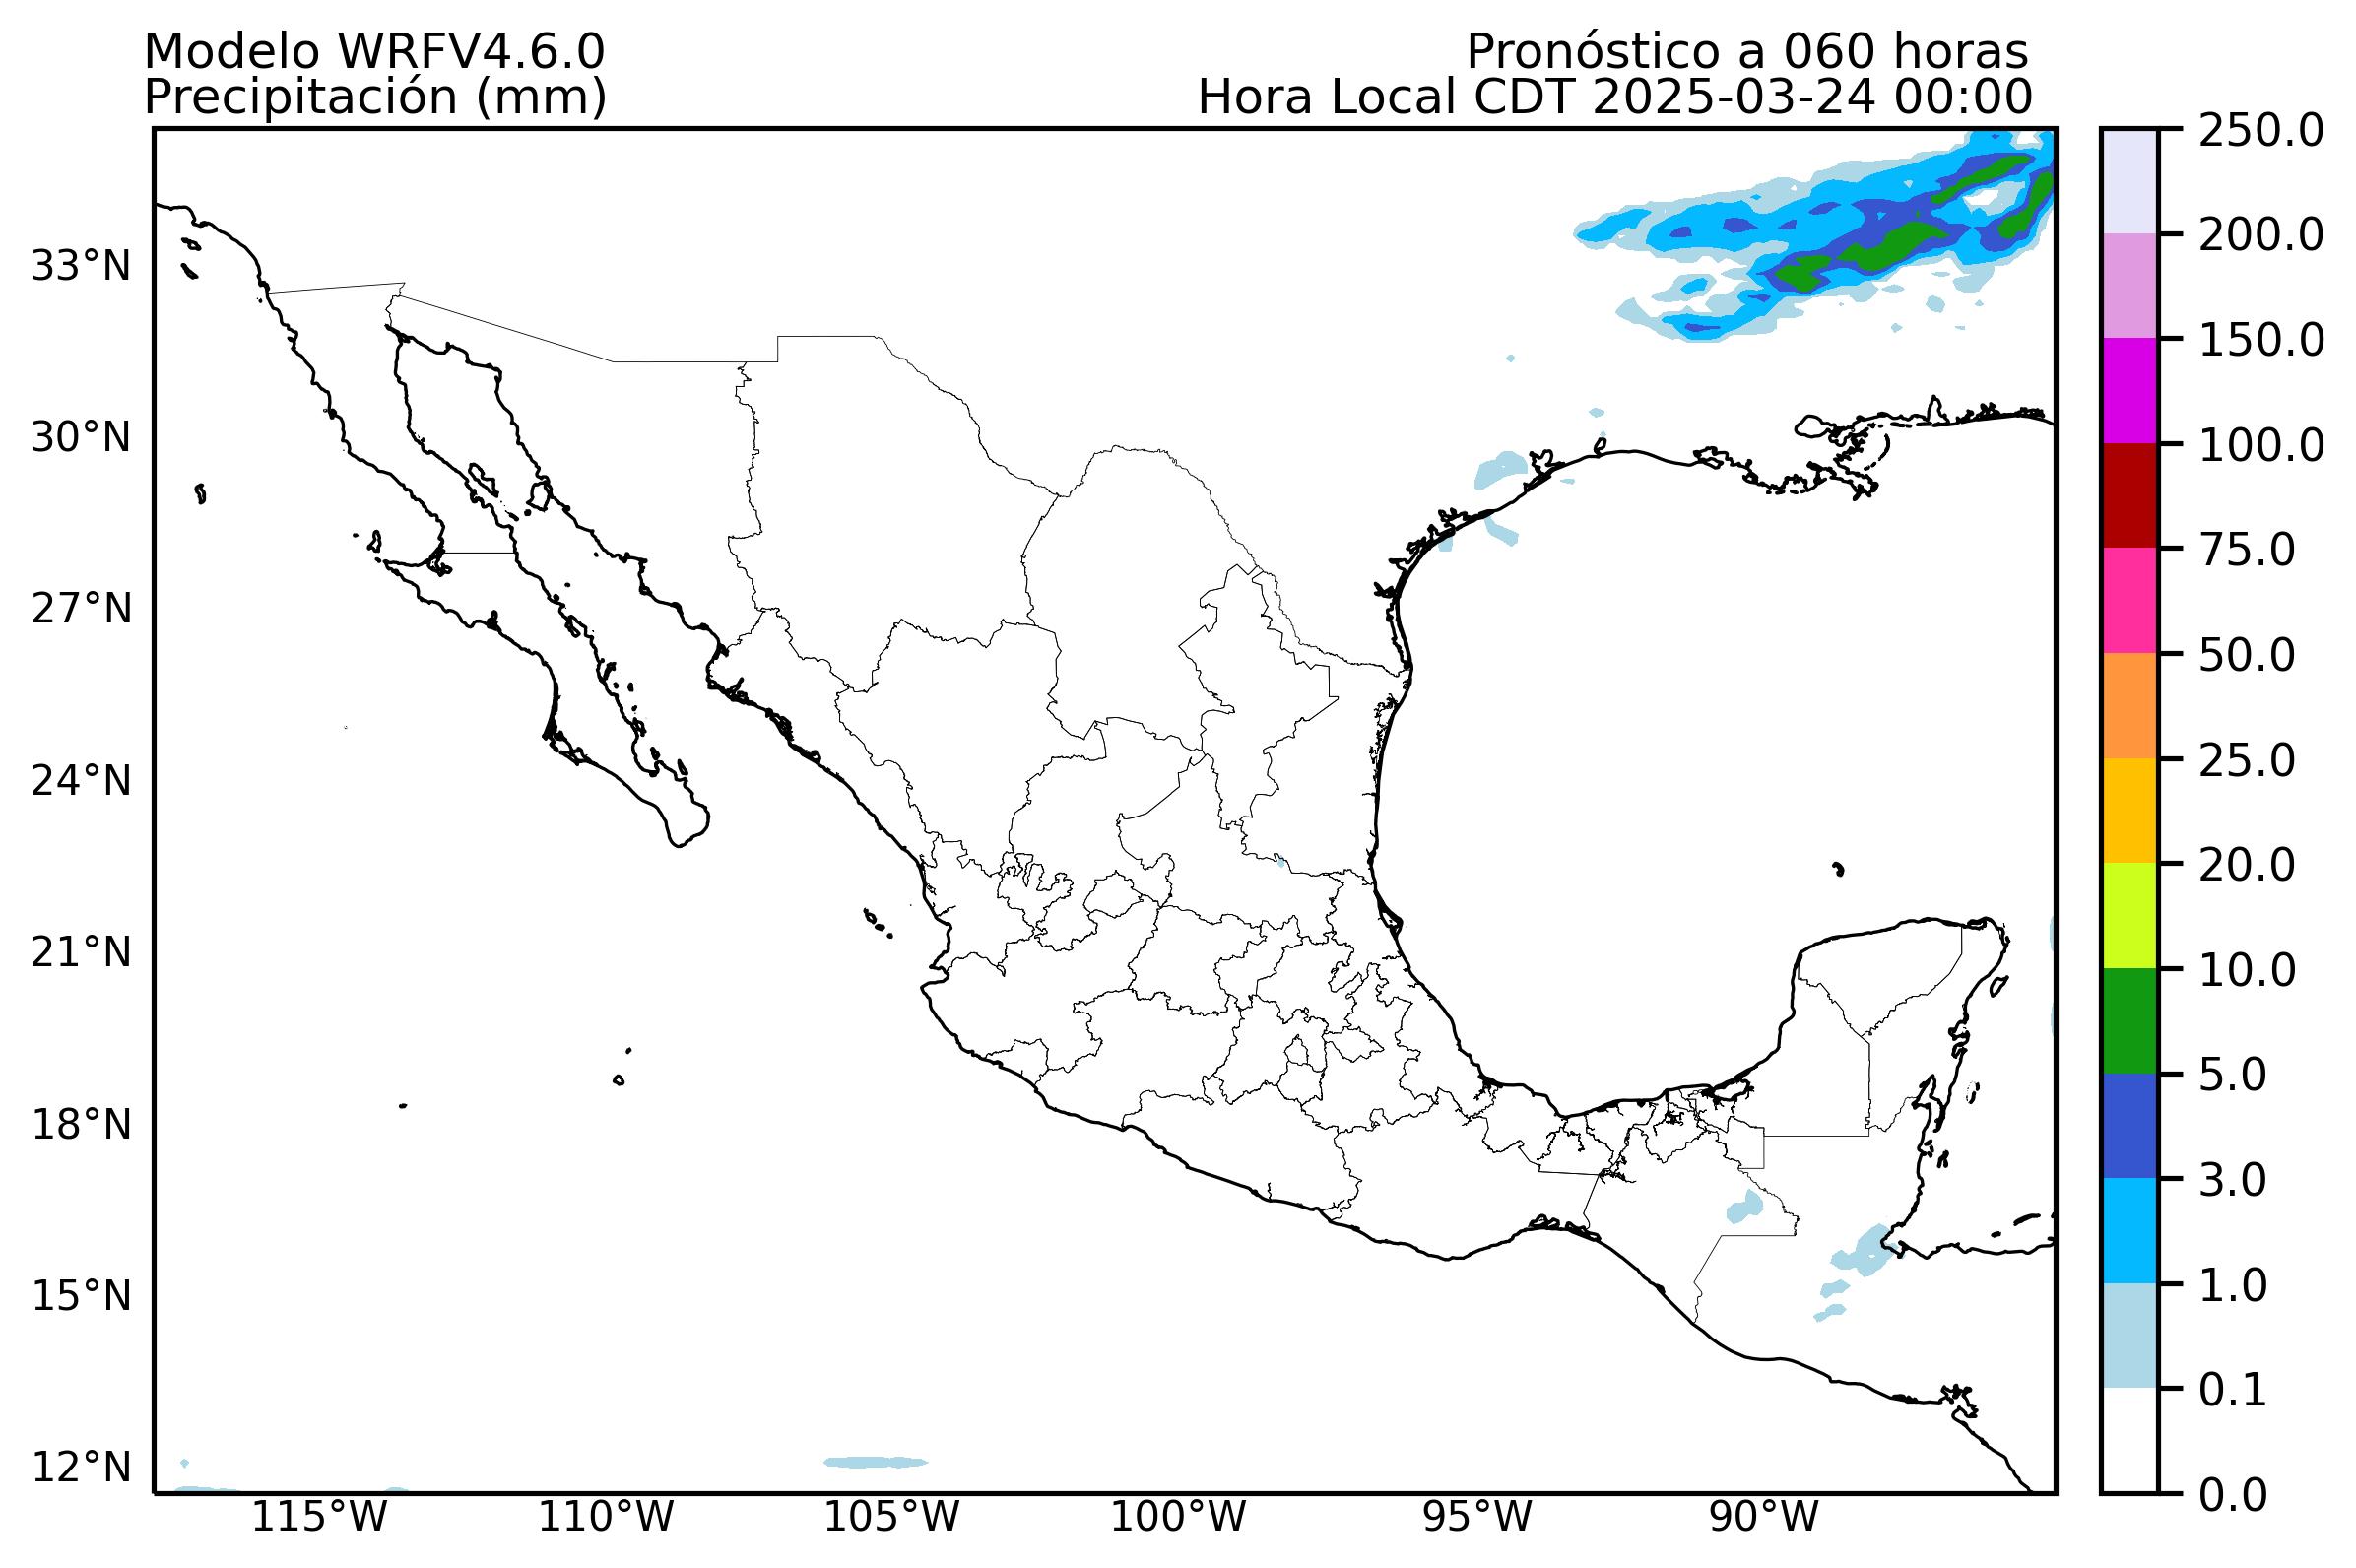 Modelo WRFV4.6.0
Precipitación (mm)
Pronóstico a 060 horas
Hora Local CDT 2025-03-24 00:00
33°N
30°N
27°N
24°N
21°N
18°N
15°N
12°N
115°W
110°W
105°W
100°W
95°W
90°W
250.0
200.0
150.0
100.0
75.0
50.0
25.0
20.0
10.0
5.0
3.0
1.0
0.1
0.0